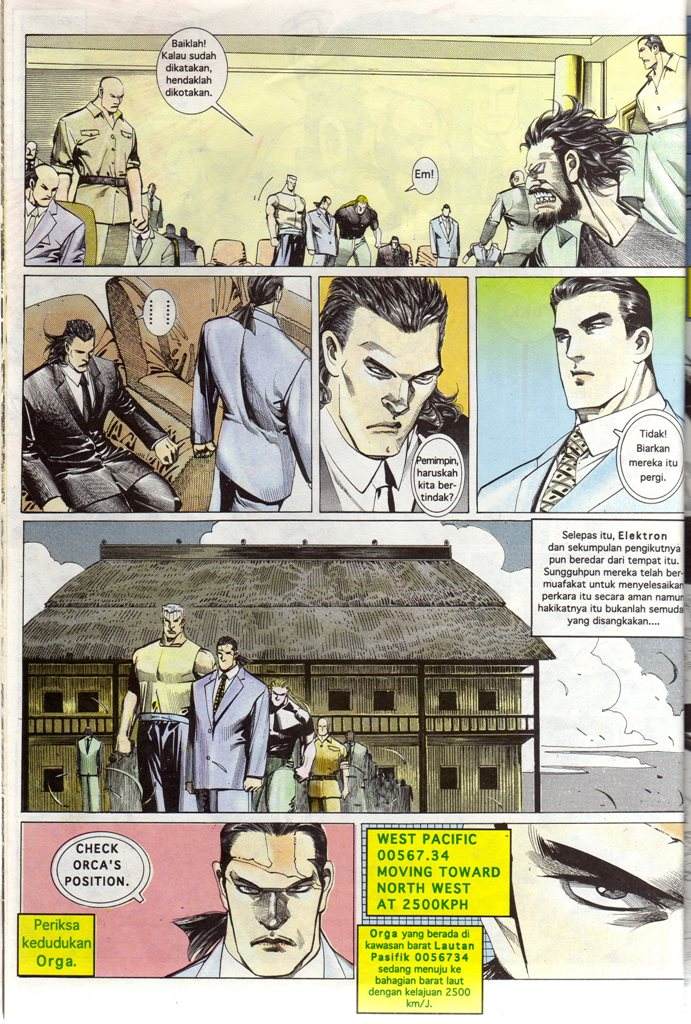 Baiklah!
Kalau sudah
dikatakan,
hendaklah
dikotakan.
Em!
Pemimpin,
haruskah
kita ber-
tindak?
Tidak!
Biarkan
mereka itu
pergi.
Selepas itu, Elektron
dan sekumpulan pengikutnya
pun beredar dari tempat itu.
Sungguhpun mereka telah ber-
muafakat untuk menyelesaikan
perkara itu secara aman namun
hakikatnya itu bukanlah semudah
yang disangkakan....
CHECK
ORCA'S
POSITION.
Periksa
kedudukan
Orga.
WEST PACIFIC
00567.34
MOVING TOWARD
NORTH WEST
AT 2500KPH
Orga yang berada di
kawasan barat Lautan
Pasifik 0056734
sedang menuju ke
bahagian barat laut
dengan kelajuan 2500
km/J.